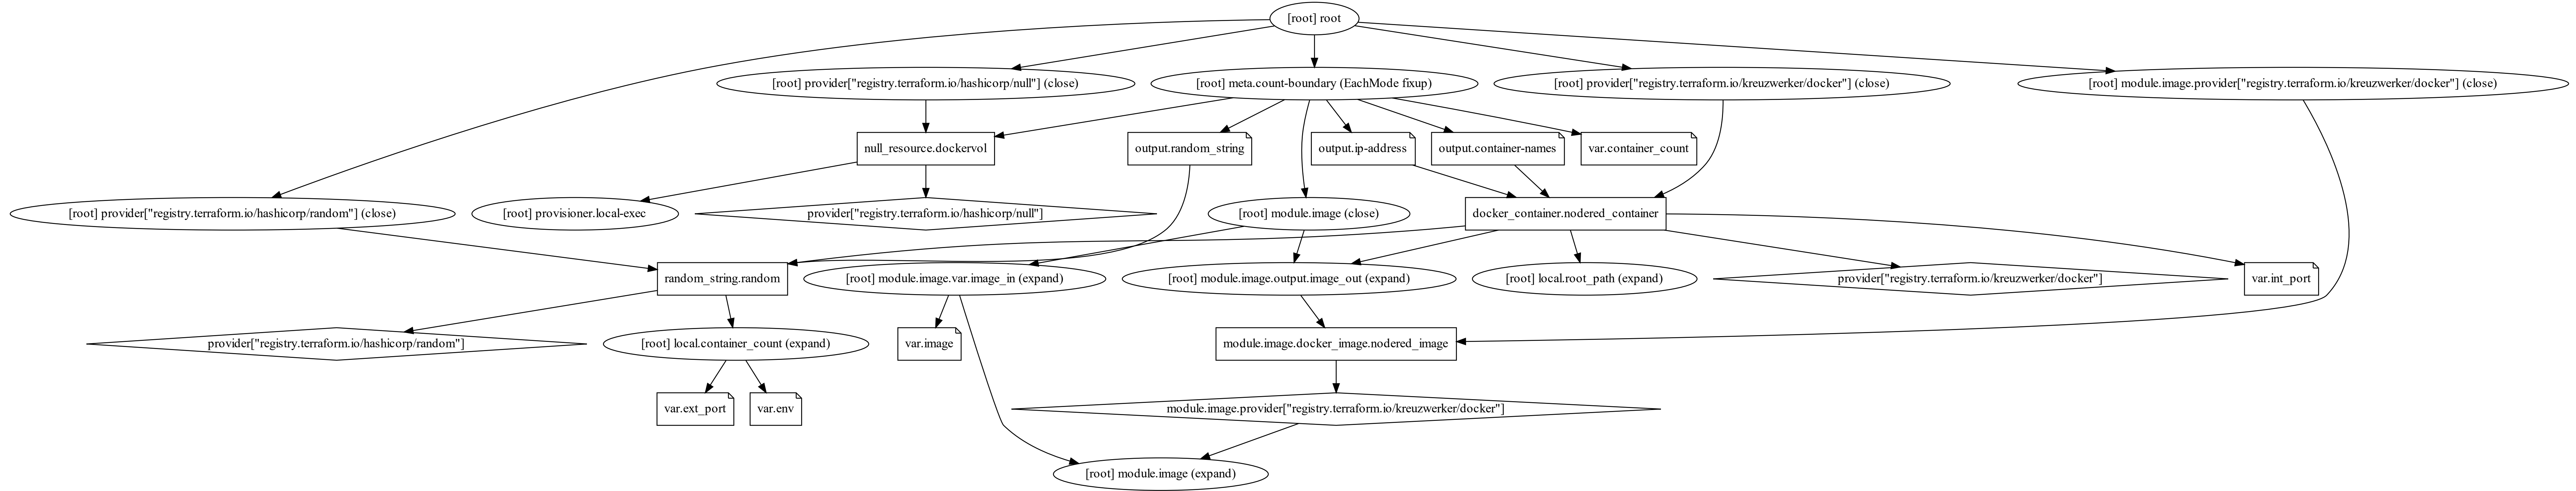 [root] root
[root] provider["registry.terraform.io/hashicorp/null"] (close)
[root] meta.count-boundary (EachMode fixup)
[root] provider["registry.terraform.io/kreuzwerker/docker"] (close)
[root] module.image.provider["registry.terraform.io/kreuzwerker/docker"] (close)
null_resource.dockervol
output.random_string
output.ip-address
output.container-names
var.container_count
[root] provider["registry.terraform.io/hashicorp/random"] (close)
[root] provisioner.local-exec
provider["registry.terraform.io/hashicorp/null"]
[root] module.image (close)
docker_container.nodered_container
random_string.random
[root] module.image.var.image_in (expand)
[root] module.image.output.image_out (expand)
[root] local.root_path (expand)
provider["registry.terraform.io/kreuzwerker/docker"]
var.int_port
provider["registry.terraform.io/hashicorp/random"]
[root] local.container_count (expand)
var.image
module.image.docker_image.nodered_image
var.ext_port
var.env
module.image.provider["registry.terraform.io/kreuzwerker/docker"]
[root] module.image (expand)